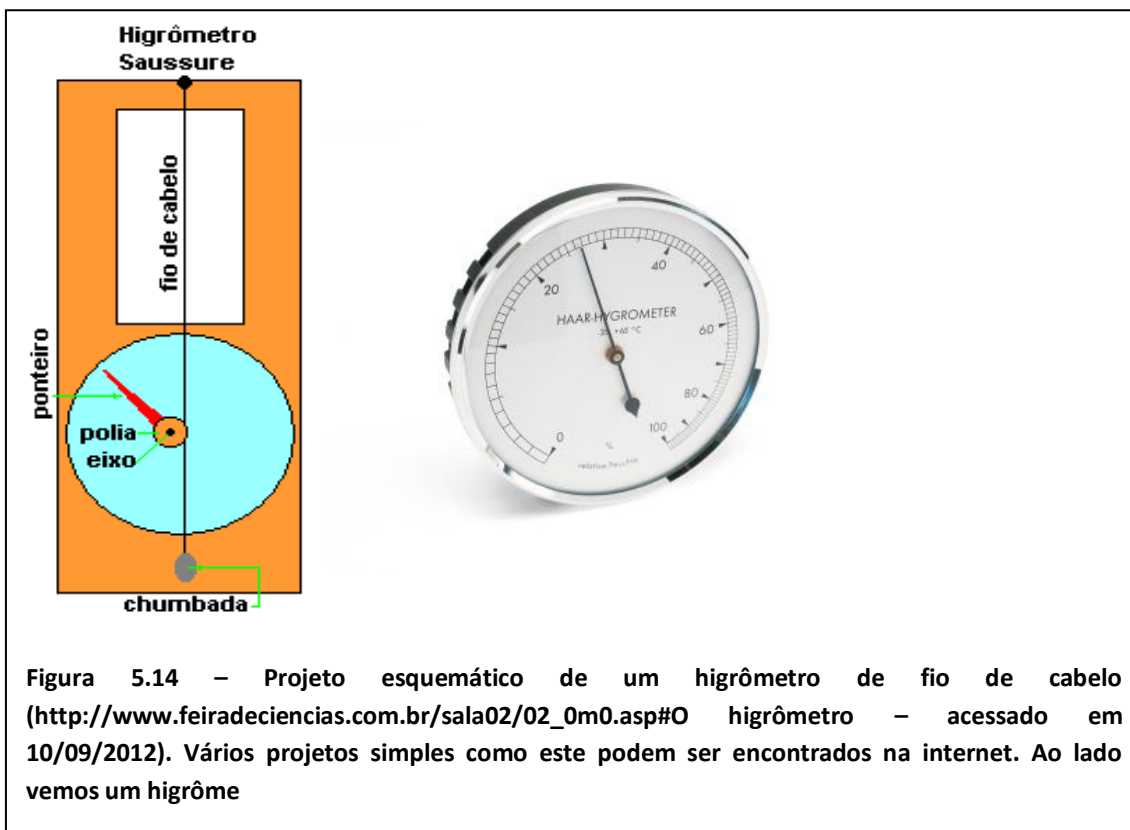 Higrômetro
Saussure
fio de cabelo
ponteiro
polia
eixo
chumbada
20
40
HAAR-HYGROMETER
60
80
0
%
100
Figura 5.14 – Projeto esquemático de um higrômetro de fio de cabelo
(http://www.feiradeciencias.com.br/sala02/02_0m0.asp#O higrômetro – acessado em
10/09/2012). Vários projetos simples como este podem ser encontrados na internet. Ao lado
vemos um higrôme